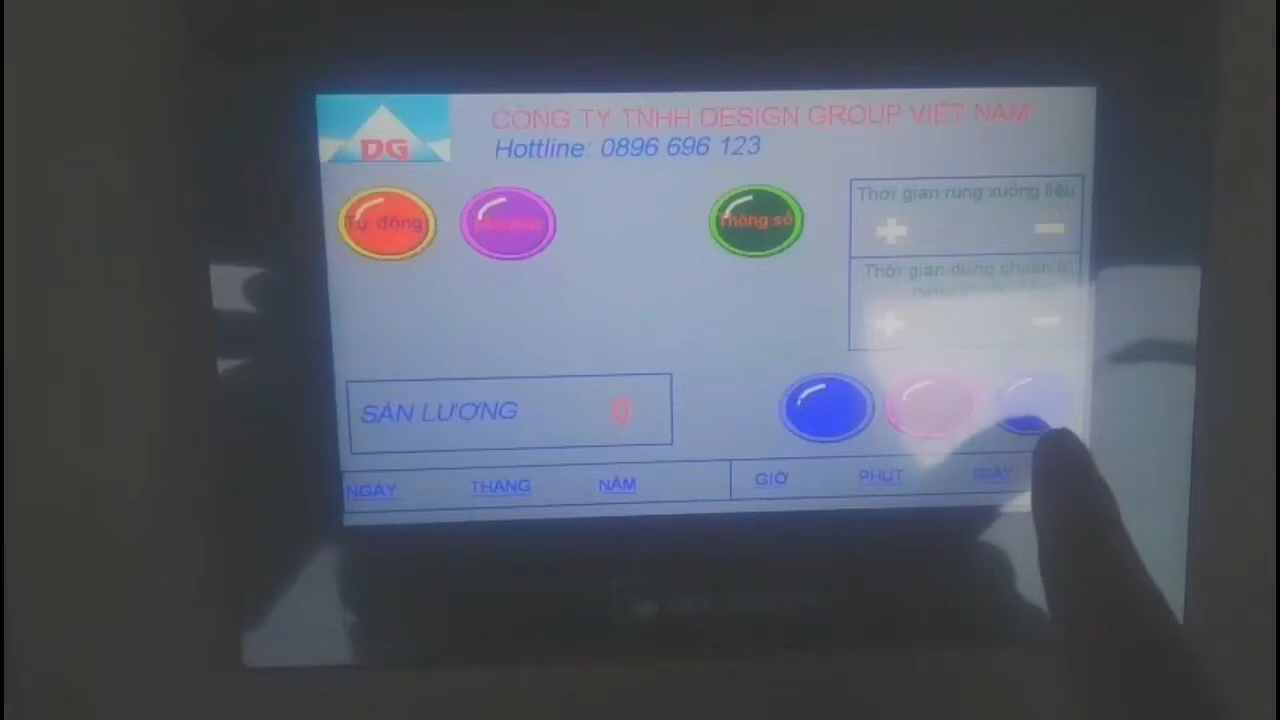 DG
CÔNG TY TNHH DESIGN GROUP VIỆT NAM
Hottline: 0896 696 123
Tự động
Thông số
Thời gian rung xuống liệu
+ −
Thời gian dừng chuẩn bị
+ −
SẢN LƯỢNG 0
NGÀY THÁNG NĂM GIỜ PHÚT GIÂY